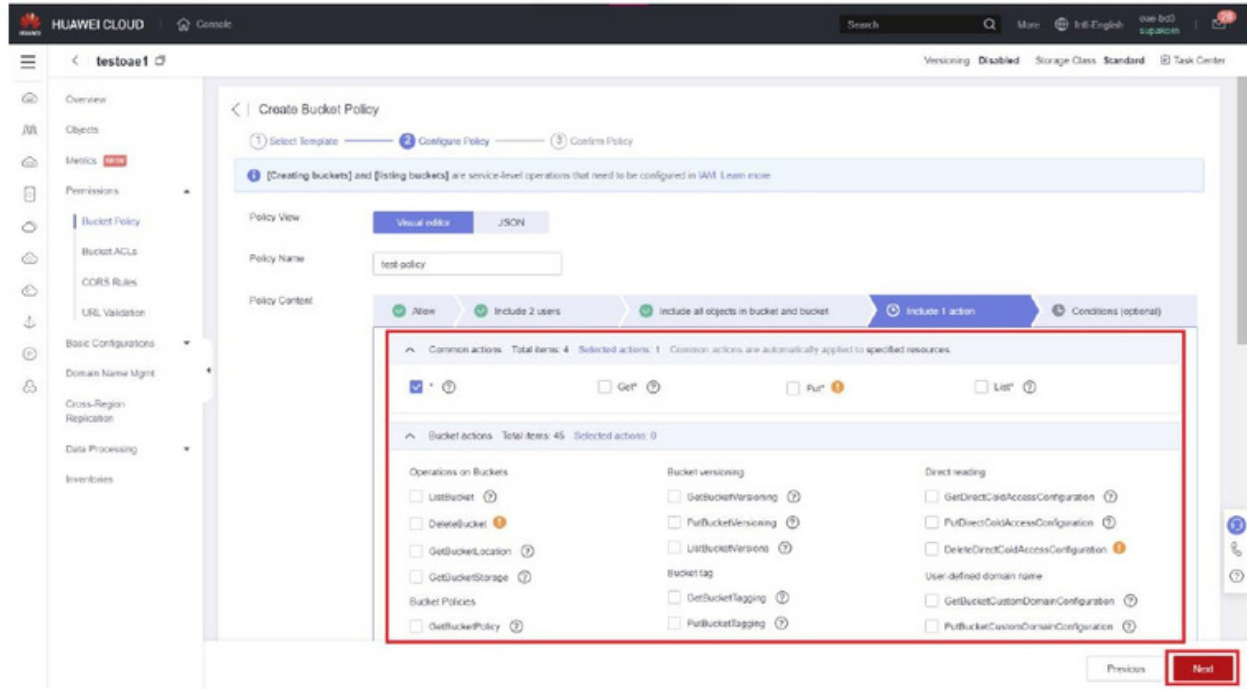 HUAWEI
HUAWEI CLOUD
Console
Search
More
Intl-English
supakorn
28
testoae1
Versioning Disabled
Storage Class Standard
Task Center
Overview
Objects
Metrics NEW
Permissions
Bucket Policy
Bucket ACLs
CORS Rules
URL Validation
Basic Configurations
Domain Name Mgmt
Cross-Region
Replication
Data Processing
Inventories
Create Bucket Policy
1 Select Template
2 Configure Policy
3 Confirm Policy
[Creating buckets] and [listing buckets] are service-level operations that need to be configured in IAM. Learn more
Policy View
Visual editor
JSON
Policy Name
test-policy
Policy Content
Allow
Include 2 users
Include all objects in bucket and bucket
Include 1 action
Conditions (optional)
Common actions Total items: 4 Selected actions: 1 Common actions are automatically applied to specified resources.
*
Get*
Put*
List*
Bucket actions Total items: 45 Selected actions: 0
Operations on Buckets
ListBucket
DeleteBucket
GetBucketLocation
GetBucketStorage
Bucket Policies
GetBucketPolicy
Bucket versioning
GetBucketVersioning
PutBucketVersioning
ListBucketVersions
Bucket tag
GetBucketTagging
PutBucketTagging
Direct reading
GetDirectColdAccessConfiguration
PutDirectColdAccessConfiguration
DeleteDirectColdAccessConfiguration
User-defined domain name
GetBucketCustomDomainConfiguration
PutBucketCustomDomainConfiguration
Previous
Next